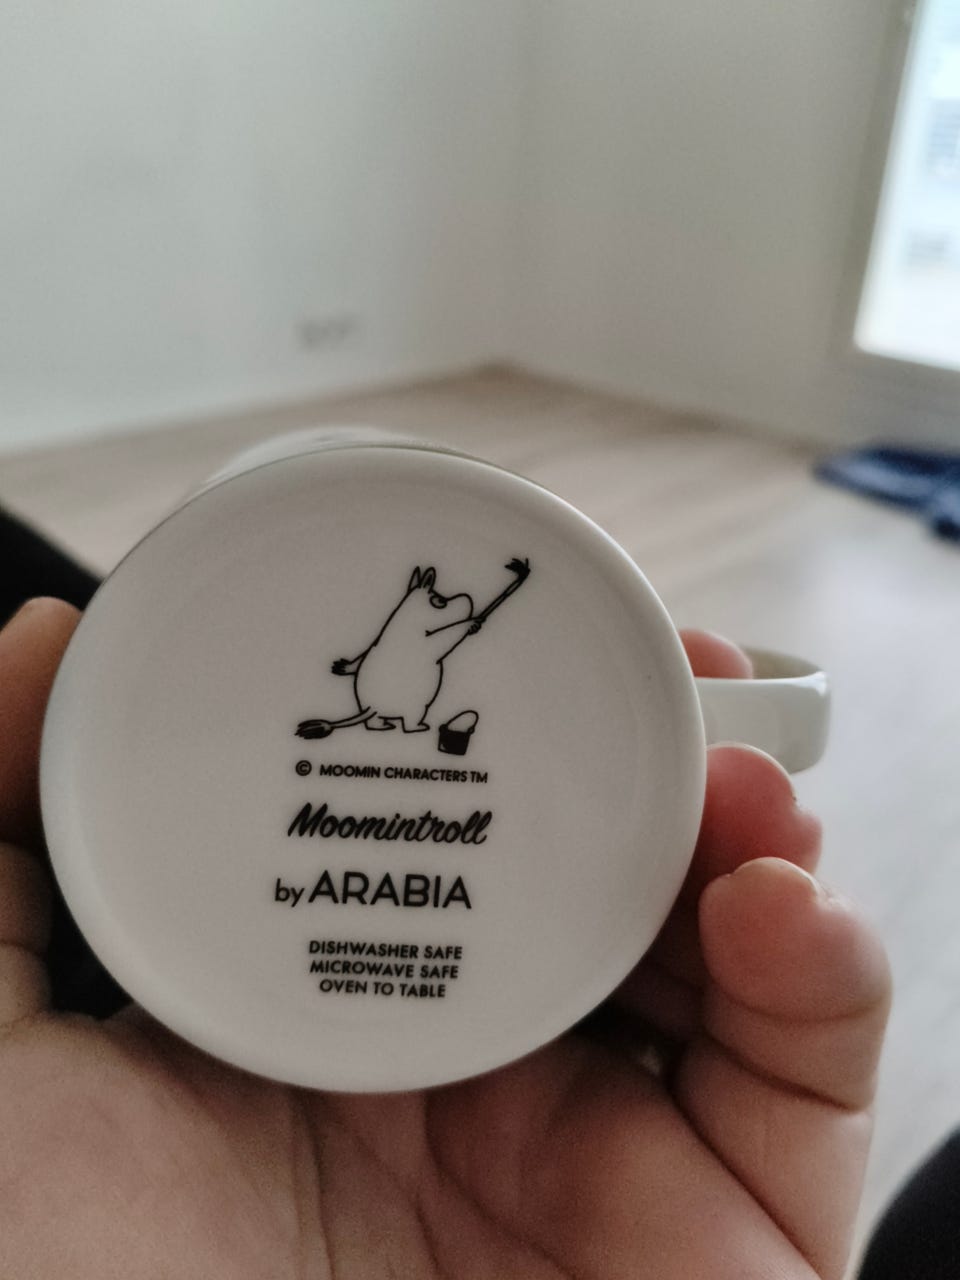 © MOOMIN CHARACTERS TM
Moomintroll
by ARABIA
DISHWASHER SAFE
MICROWAVE SAFE
OVEN TO TABLE